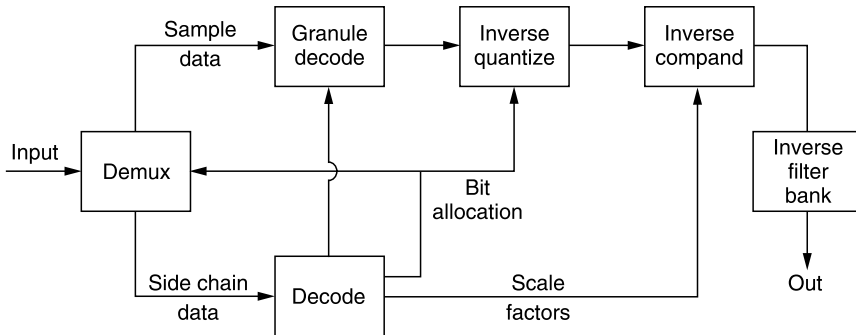 Sample
data
Granule
decode
Inverse
quantize
Inverse
compand
Input
Demux
Bit
allocation
Inverse
filter
bank
Side chain
data
Decode
Scale
factors
Out